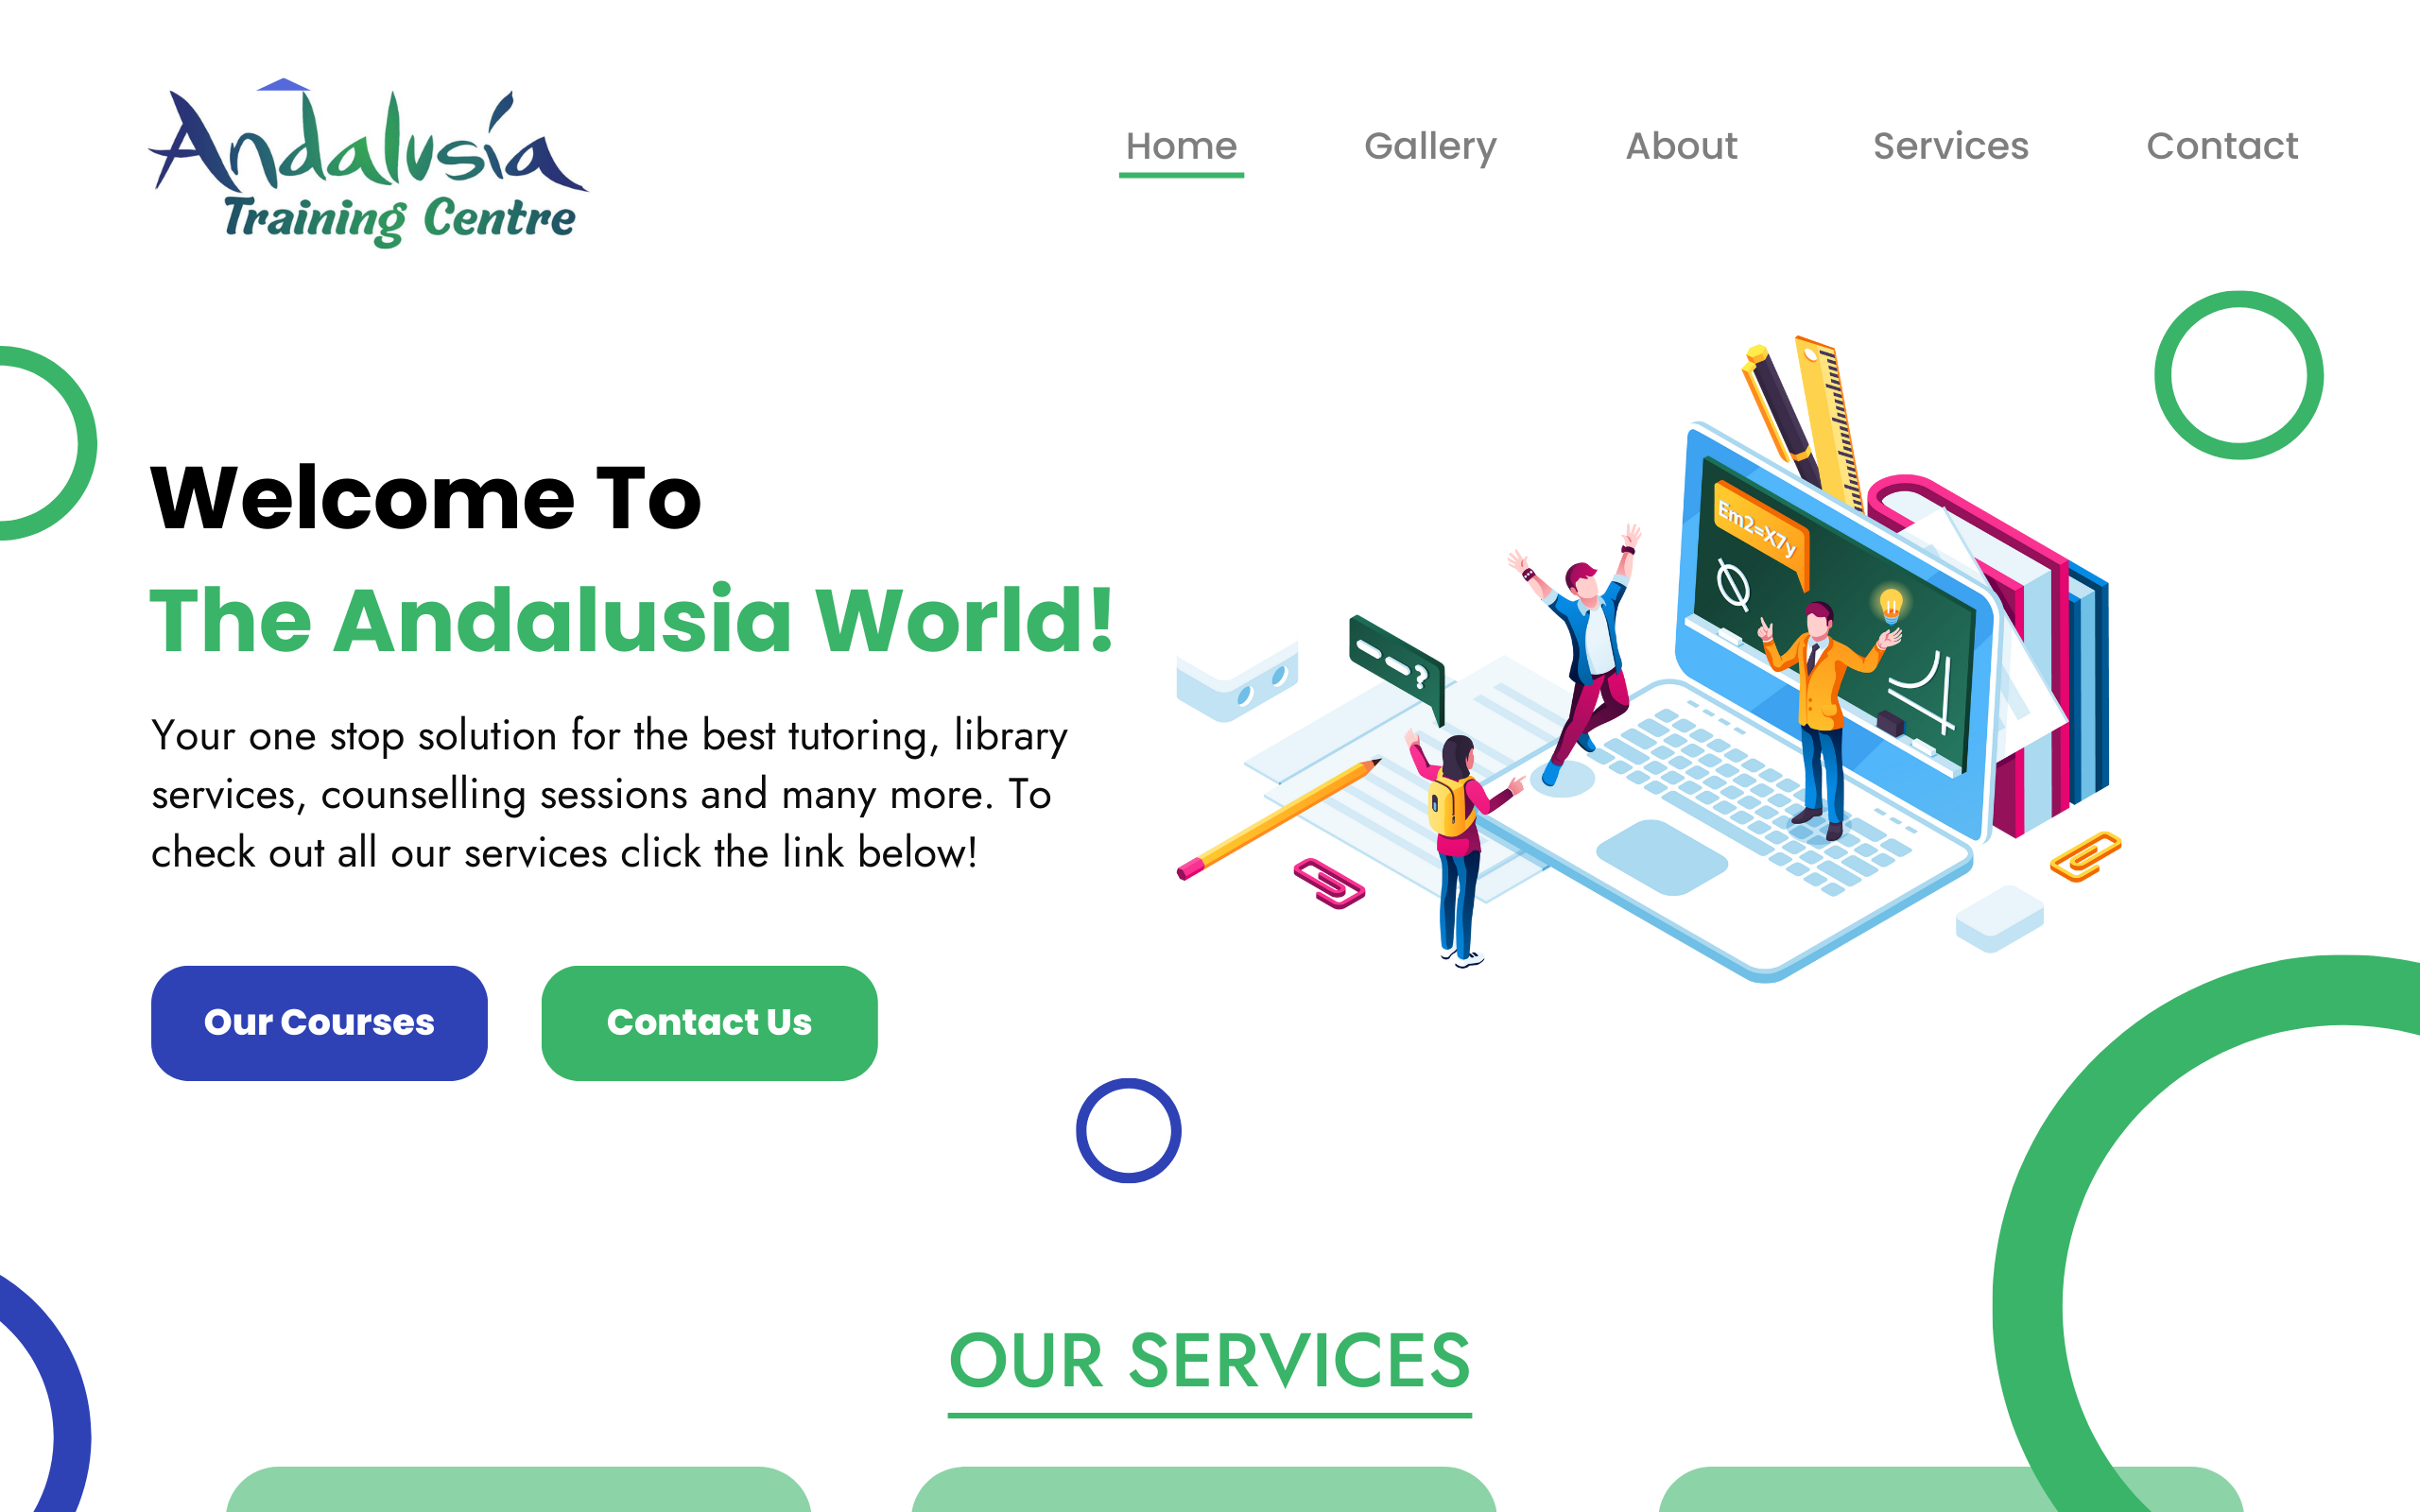 Andalusia
Training Centre
Home
Gallery
About
Services
Contact
Welcome To
The Andalusia World!
Your one stop solution for the best tutoring, library
services, counselling sessions and many more. To
check out all our services click the link below!
Our Courses
Contact Us
Em2=X7y
?
OUR SERVICES